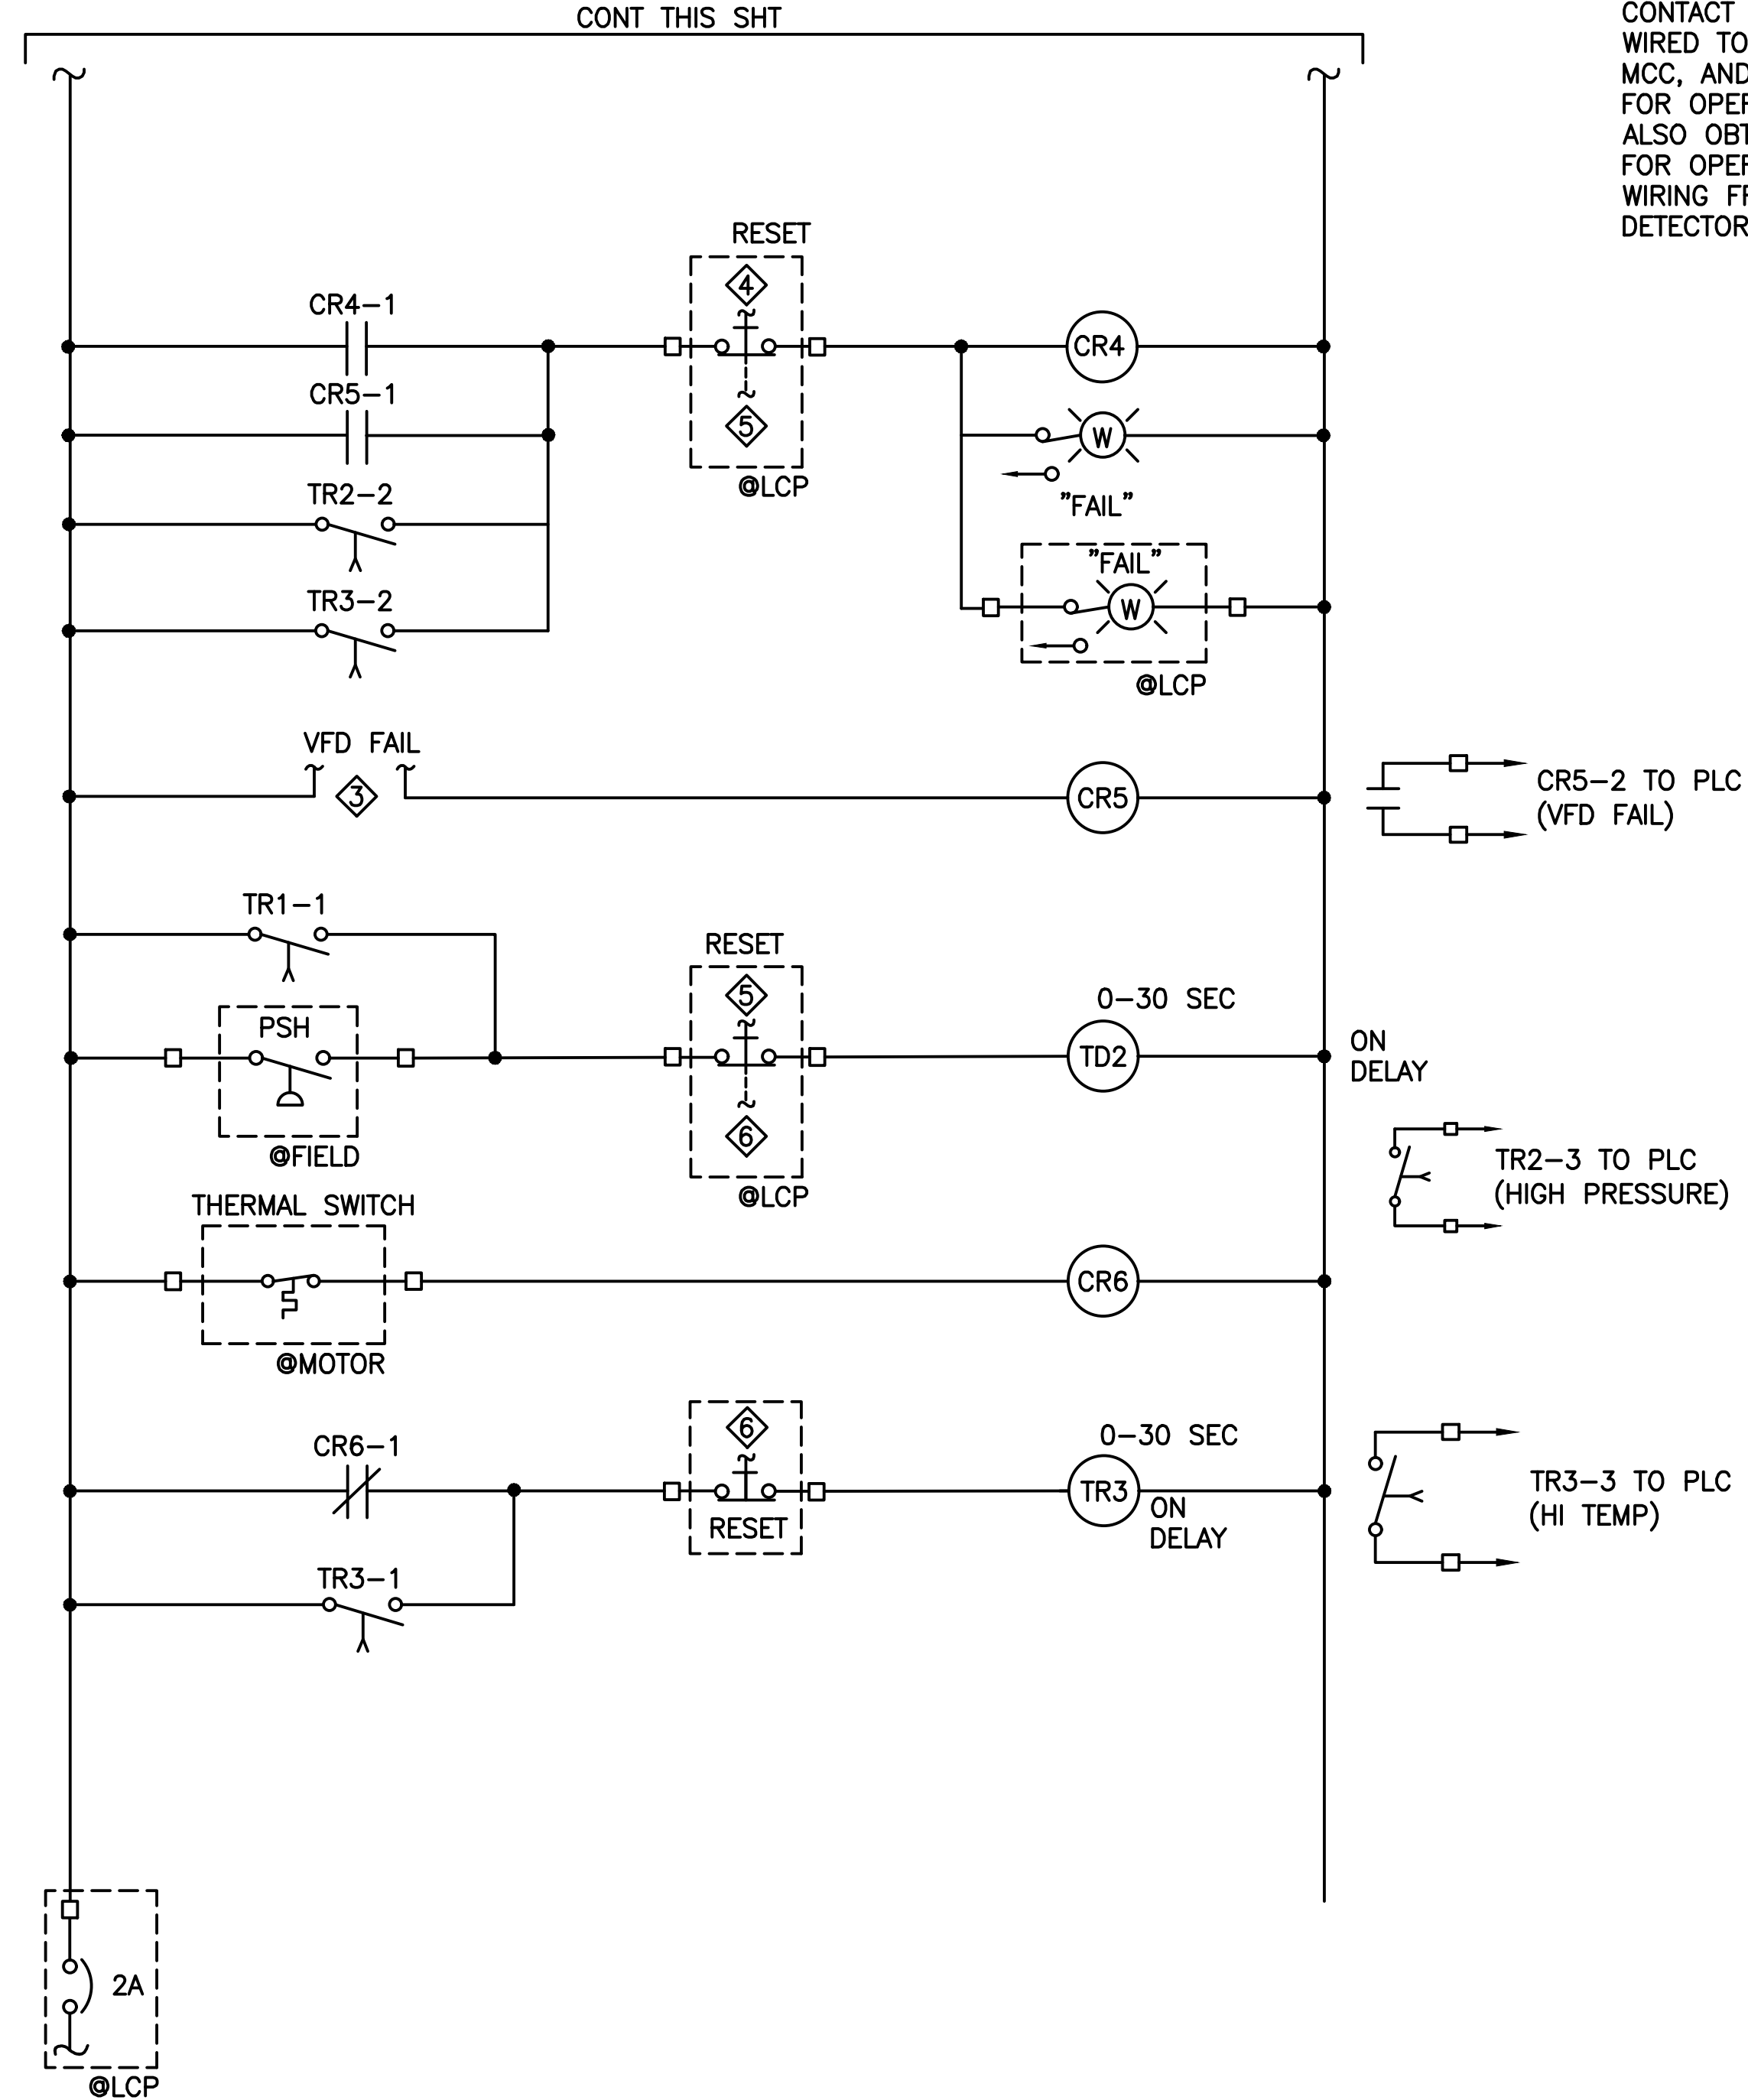 CONT THIS SHT
CONTACT
WIRED TO
MCC, AND
FOR
ALSO
FOR
WIRING
DETECTOR
RESET
4
CR4-1
CR4
CR5-1
5
W
@LCP
"FAIL"
TR2-2
"FAIL"
TR3-2
W
@LCP
VFD FAIL
3
CR5
CR5-2 TO PLC
(VFD FAIL)
TR1-1
RESET
5
0-30 SEC
PSH
TD2
ON
DELAY
6
@FIELD
@LCP
TR2-3 TO PLC
(HIGH PRESSURE)
THERMAL SWITCH
CR6
@MOTOR
6
CR6-1
0-30 SEC
TR3
RESET
ON
DELAY
TR3-3 TO PLC
(HI TEMP)
TR3-1
2A
@LCP